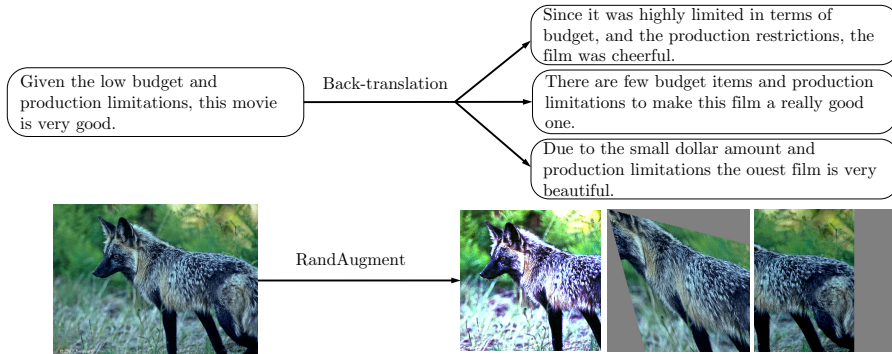 Given the low budget and
production limitations, this movie
is very good.
Back-translation
Since it was highly limited in terms of
budget, and the production restrictions, the
film was cheerful.
There are few budget items and production
limitations to make this film a really good
one.
Due to the small dollar amount and
production limitations the ouest film is very
beautiful.
RandAugment